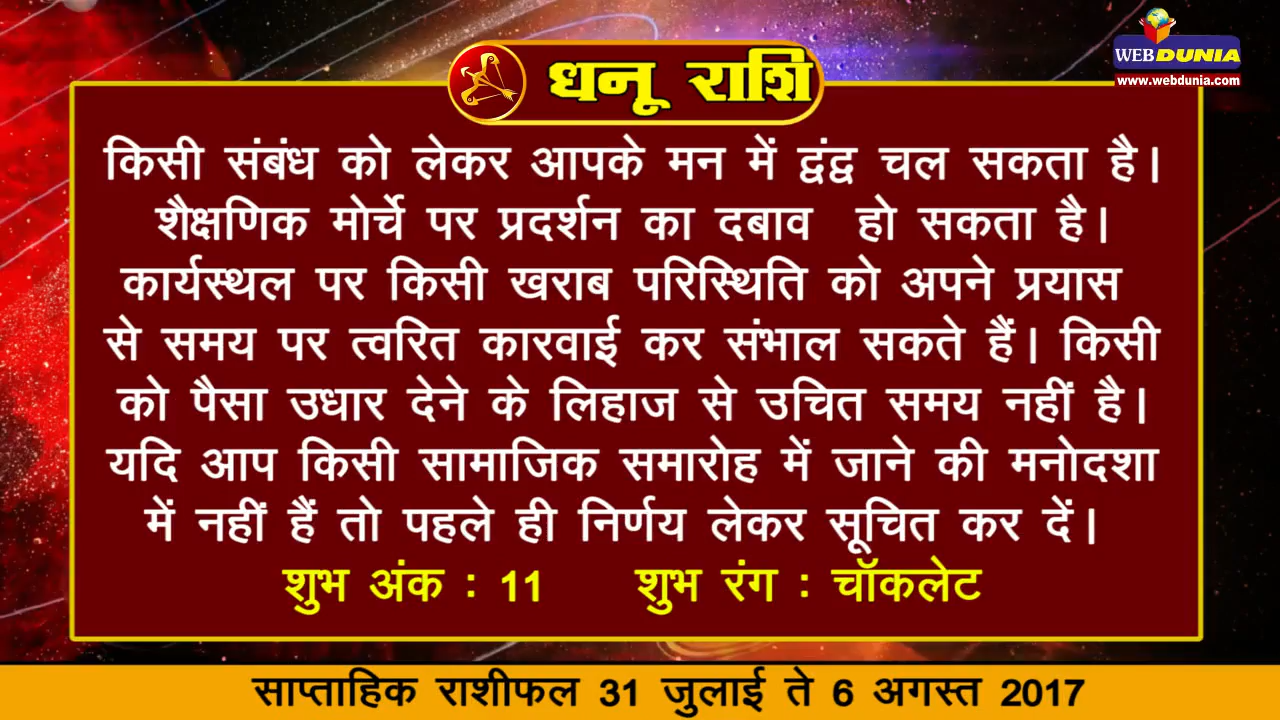 WEBDUNIA
www.webdunia.com
धनू राशि
किसी संबंध को लेकर आपके मन में द्वंद्व चल सकता है।
शैक्षणिक मोर्चे पर प्रदर्शन का दबाव हो सकता है।
कार्यस्थल पर किसी खराब परिस्थिति को अपने प्रयास
से समय पर त्वरित कारवाई कर संभाल सकते हैं। किसी
को पैसा उधार देने के लिहाज से उचित समय नहीं है।
यदि आप किसी सामाजिक समारोह में जाने की मनोदशा
में नहीं हैं तो पहले ही निर्णय लेकर सूचित कर दें।
शुभ अंक : 11 शुभ रंग : चॉकलेट
साप्ताहिक राशीफल 31 जुलाई ते 6 अगस्त 2017